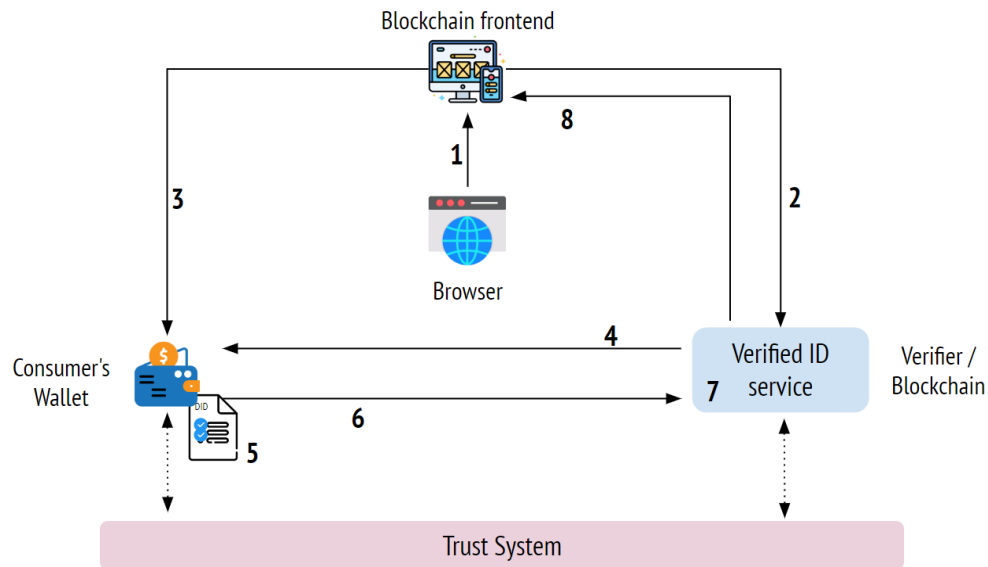 Blockchain frontend
8
1
3
2
Browser
4
Consumer's
Wallet
$
DID
5
6
Verified ID
service
7
Verifier /
Blockchain
Trust System